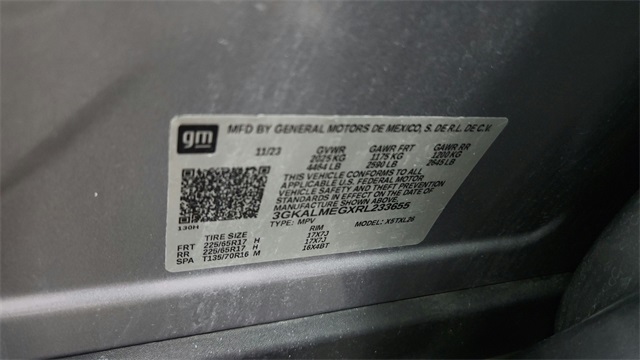 gm MFD BY GENERAL MOTORS DE MEXICO, S. DE R.L. DE C.V.
11/23 GVWR GAWR FRT GAWR RR
2025 KG 1175 KG 1200 KG
4464 LB 2590 LB 2645 LB
THIS VEHICLE CONFORMS TO ALL
APPLICABLE U.S. FEDERAL MOTOR
VEHICLE SAFETY AND THEFT PREVENTION
STANDARDS IN EFFECT ON THE DATE OF
MANUFACTURE SHOWN ABOVE.
3GKALMEGXRL233655
130H TYPE: MPV MODEL: XSTXL26
TIRE SIZE RIM
FRT 225/65R17 H 17X7J
RR 225/65R17 H 17X7J
SPA T135/70R16 M 16X4BT